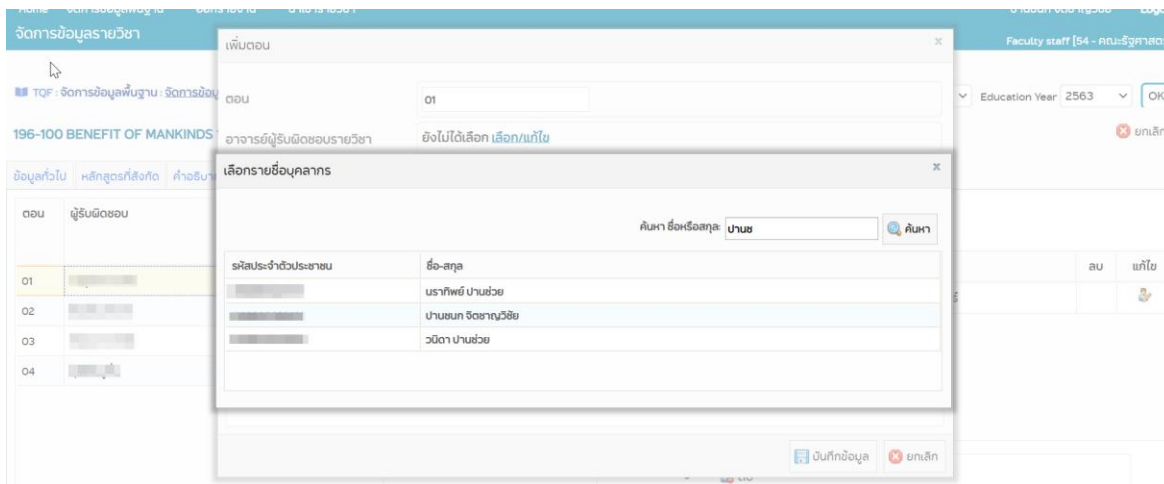 จัดการข้อมูลรายวิชา
Faculty staff [54 - คณะรัฐศาสตร
เพิ่มตอน
x
TQF : จัดการข้อมูลพื้นฐาน : จัดการข้อมู
ตอน
01
Education Year 2563
OK
196-100 BENEFIT OF MANKINDS
อาจารย์ผู้รับผิดชอบรายวิชา
ยังไม่ได้เลือก เลือก/แก้ไข
ยกเลิก
ข้อมูลทั่วไป หลักสูตรที่สังกัด คำอธิบา
เลือกรายชื่อบุคลากร
x
ตอน ผู้รับผิดชอบ
ค้นหา ชื่อหรือสกุล: ปานช
ค้นหา
รหัสประจำตัวประชาชน
ชื่อ-สกุล
ลบ แก้ไข
01
นราทิพย์ ปานช่วย
02
ปานชนก จิตชาญวิชัย
03
วนิดา ปานช่วย
04
บันทึกข้อมูล
ยกเลิก